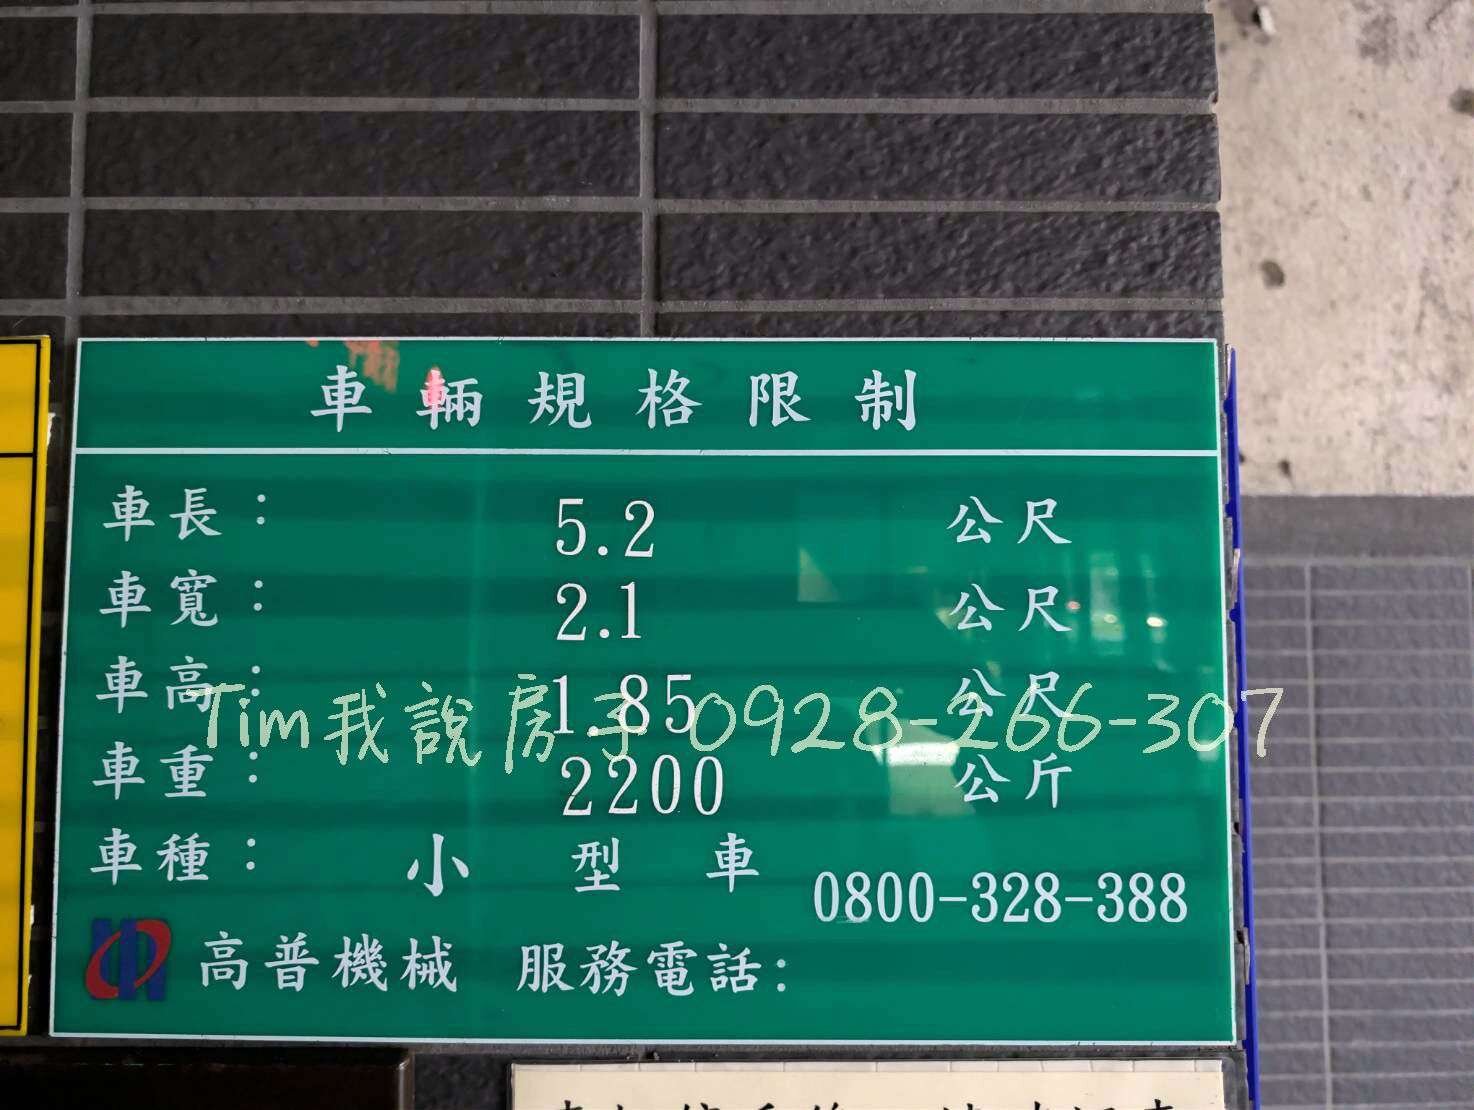 車輛規格限制
車長： 5.2 公尺
車寬： 2.1 公尺
車高： 1.85 公尺
Tim我說房子 0928-266-307
車重： 2200 公斤
車種： 小型車
0800-328-388
高普機械 服務電話：